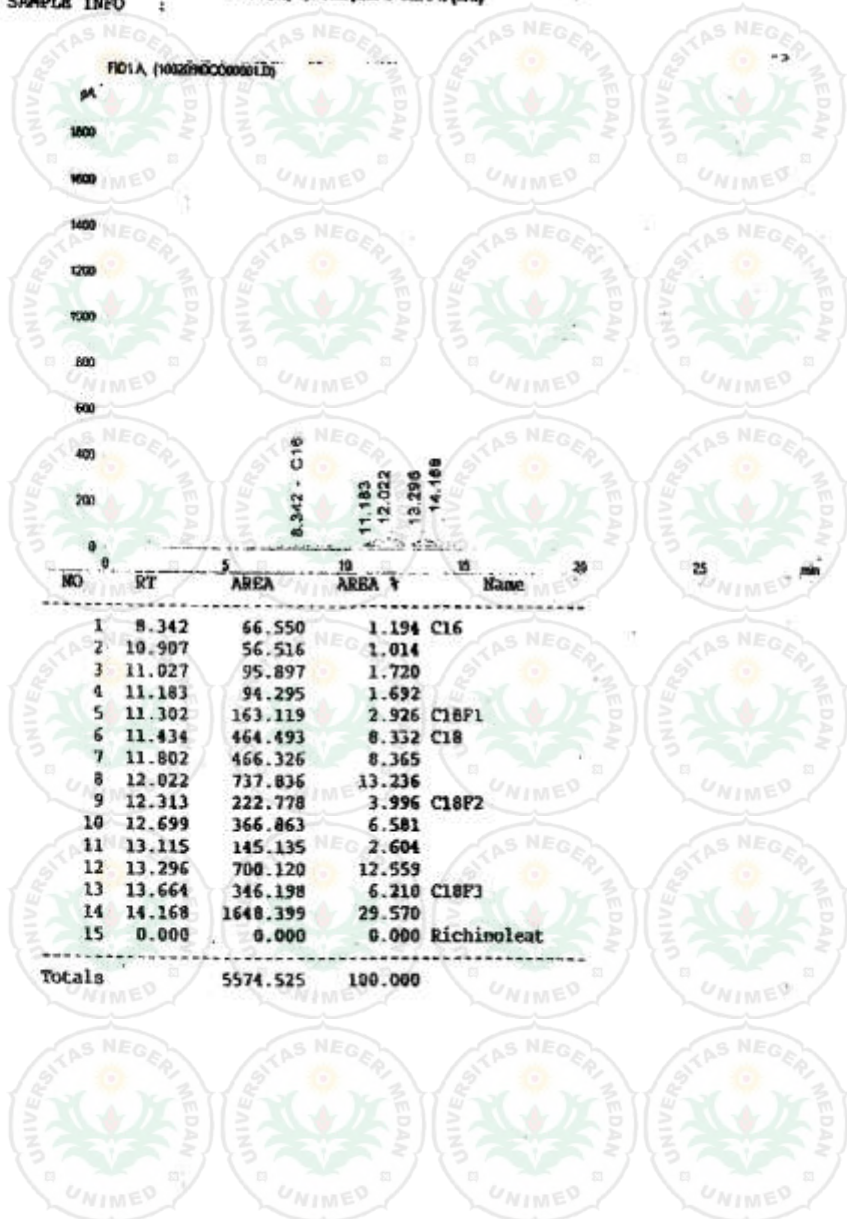 SAMPLE INFO :
FID1 A,
pA
1800
1600
1400
1200
1000
800
600
400
200
0
8.342 - C16
11.183
12.022
13.296
14.168
0 5 10 15 20 25 min
NO RT AREA AREA % Name
1 8.342 66.550 1.194 C16
2 10.907 56.516 1.014
3 11.027 95.897 1.720
4 11.183 94.295 1.692
5 11.302 163.119 2.926 C18F1
6 11.434 464.493 8.332 C18
7 11.802 466.326 8.365
8 12.022 737.836 13.236
9 12.313 222.778 3.996 C18F2
10 12.699 366.863 6.581
11 13.115 145.135 2.604
12 13.296 700.120 12.559
13 13.664 346.198 6.210 C18F3
14 14.168 1648.399 29.570
15 0.000 0.000 0.000 Richinoleat
Totals 5574.525 100.000
UNIVERSITAS NEGERI MEDAN
UNIMED